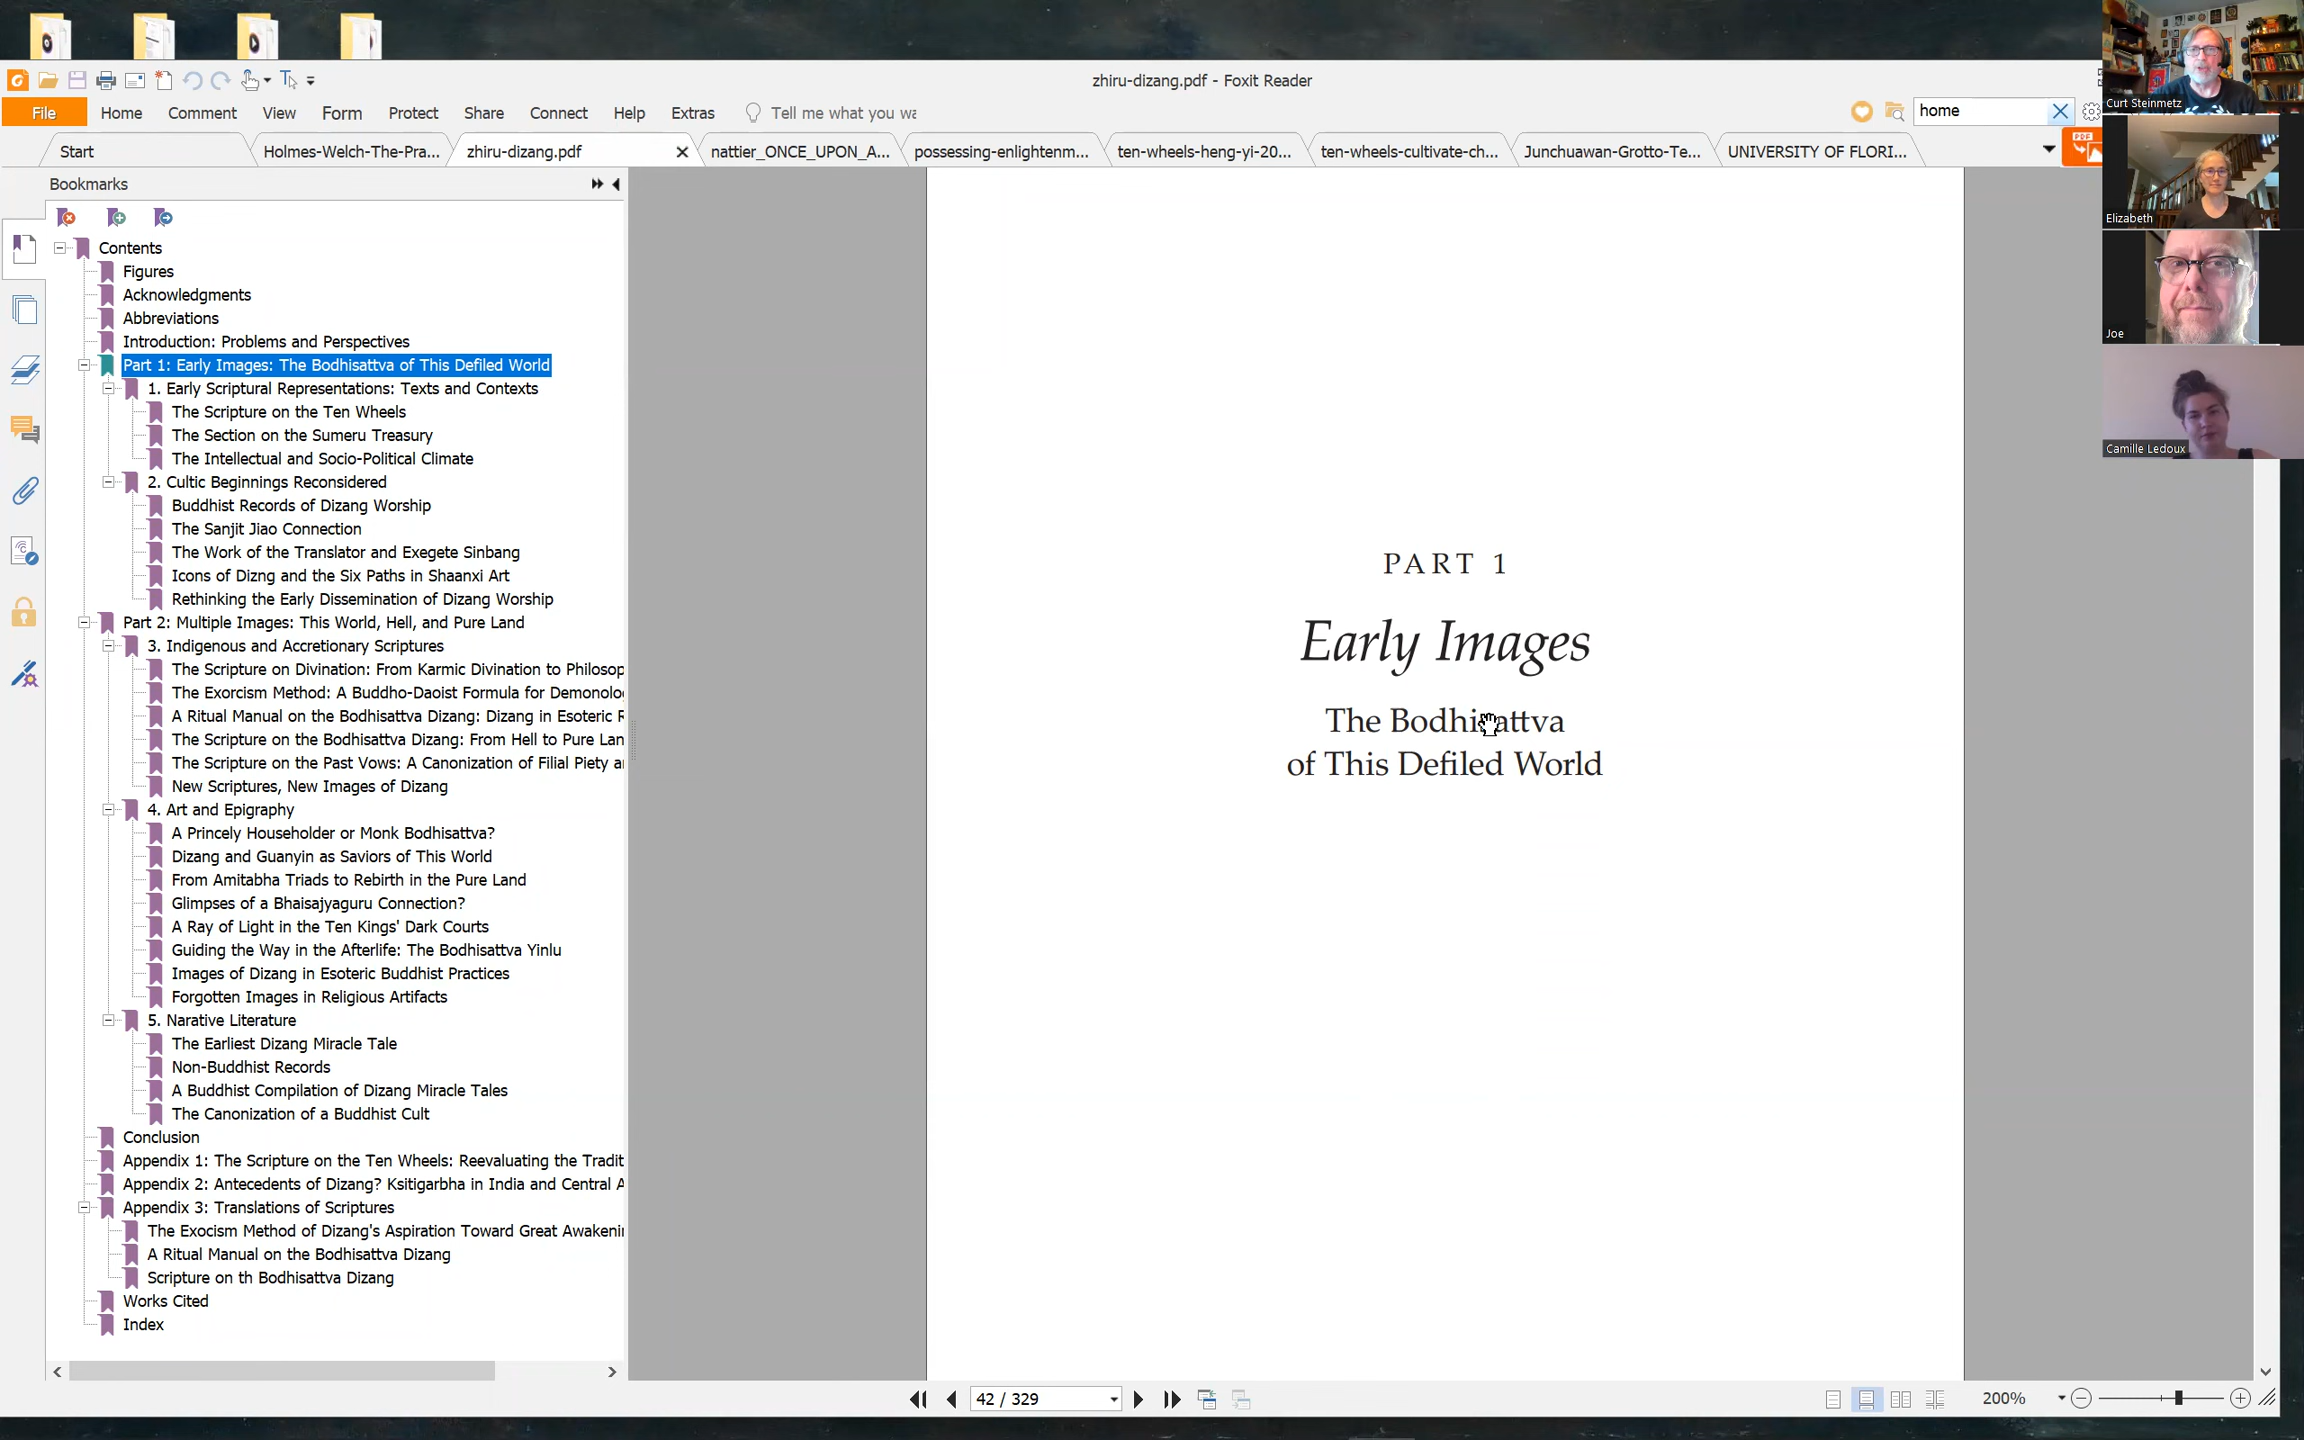 zhiru-dizang.pdf - Foxit Reader
File Home Comment View Form Protect Share Connect Help Extras Tell me what you wa
home
Start Holmes-Welch-The-Pra... zhiru-dizang.pdf nattier_ONCE_UPON_A... possessing-enlightenm... ten-wheels-heng-yi-20... ten-wheels-cultivate-ch... Junchuawan-Grotto-Te... UNIVERSITY OF FLORI...
PDF
Bookmarks
Contents
Figures
Acknowledgments
Abbreviations
Introduction: Problems and Perspectives
Part 1: Early Images: The Bodhisattva of This Defiled World
1. Early Scriptural Representations: Texts and Contexts
The Scripture on the Ten Wheels
The Section on the Sumeru Treasury
The Intellectual and Socio-Political Climate
2. Cultic Beginnings Reconsidered
Buddhist Records of Dizang Worship
The Sanjit Jiao Connection
The Work of the Translator and Exegete Sinbang
Icons of Dizng and the Six Paths in Shaanxi Art
Rethinking the Early Dissemination of Dizang Worship
Part 2: Multiple Images: This World, Hell, and Pure Land
3. Indigenous and Accretionary Scriptures
The Scripture on Divination: From Karmic Divination to Philosop
The Exorcism Method: A Buddho-Daoist Formula for Demonolo
A Ritual Manual on the Bodhisattva Dizang: Dizang in Esoteric R
The Scripture on the Bodhisattva Dizang: From Hell to Pure Lan
The Scripture on the Past Vows: A Canonization of Filial Piety a
New Scriptures, New Images of Dizang
4. Art and Epigraphy
A Princely Householder or Monk Bodhisattva?
Dizang and Guanyin as Saviors of This World
From Amitabha Triads to Rebirth in the Pure Land
Glimpses of a Bhaisajyaguru Connection?
A Ray of Light in the Ten Kings' Dark Courts
Guiding the Way in the Afterlife: The Bodhisattva Yinlu
Images of Dizang in Esoteric Buddhist Practices
Forgotten Images in Religious Artifacts
5. Narative Literature
The Earliest Dizang Miracle Tale
Non-Buddhist Records
A Buddhist Compilation of Dizang Miracle Tales
The Canonization of a Buddhist Cult
Conclusion
Appendix 1: The Scripture on the Ten Wheels: Reevaluating the Tradit
Appendix 2: Antecedents of Dizang? Ksitigarbha in India and Central A
Appendix 3: Translations of Scriptures
The Exocism Method of Dizang's Aspiration Toward Great Awakeni
A Ritual Manual on the Bodhisattva Dizang
Scripture on th Bodhisattva Dizang
Works Cited
Index
PART 1
Early Images
The Bodhisattva
of This Defiled World
42 / 329
200%
Curt Steinmetz
Elizabeth
Joe
Camille Ledoux